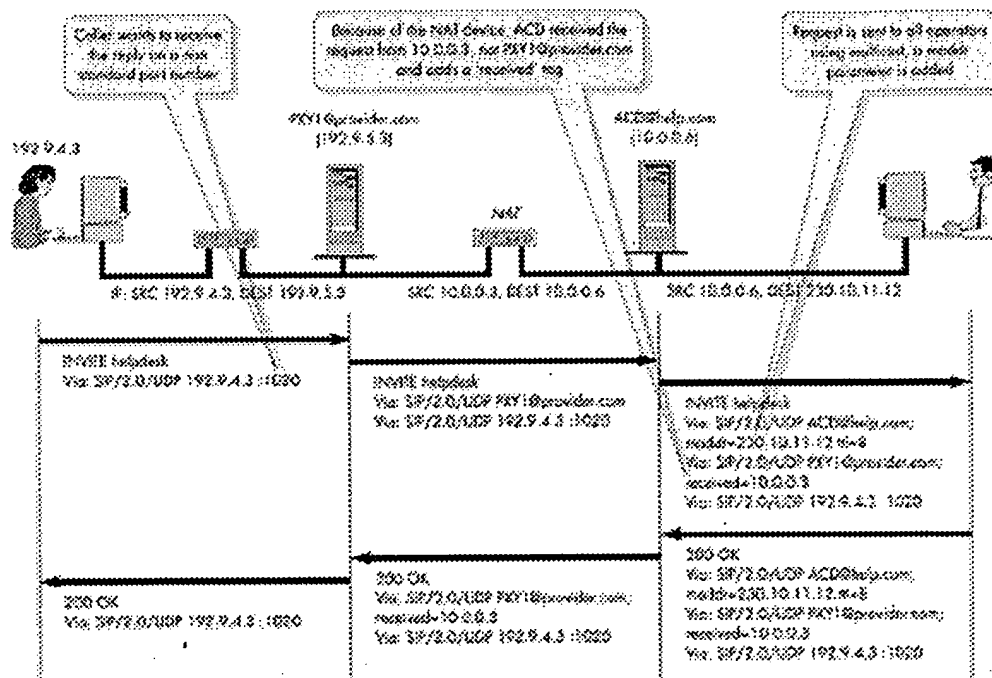 Caller wants to receive
the reply on a non
standard port number
Because of the NAT device, ACD received the
request from 10.0.0.3, not PXY1@provider.com
and adds a 'received' tag
Request is sent to all operators
using multicast, a maddr
parameter is added
192.9.4.3
PXY1@provider.com
ACD@help.com
(10.0.0.6)
NAT
IP: SRC 192.9.4.3, DEST
SRC 10.0.0.3, DEST 10.0.0.6
SRC 10.0.0.6, DEST 230.10.11.12
INVITE helpdesk
Via: SIP/2.0/UDP 192.9.4.3 :1020
INVITE helpdesk
Via: SIP/2.0/UDP PXY1@provider.com
Via: SIP/2.0/UDP 192.9.4.3 :1020
INVITE helpdesk
Via: SIP/2.0/UDP ACD@help.com;
maddr=230.10.11.12
Via: SIP/2.0/UDP PXY1@provider.com;
received=10.0.0.3
Via: SIP/2.0/UDP 192.9.4.3 :1020
200 OK
Via: SIP/2.0/UDP 192.9.4.3 :1020
200 OK
Via: SIP/2.0/UDP PXY1@provider.com;
received=10.0.0.3
Via: SIP/2.0/UDP 192.9.4.3 :1020
200 OK
Via: SIP/2.0/UDP ACD@help.com;
maddr=230.10.11.12
Via: SIP/2.0/UDP PXY1@provider.com;
received=10.0.0.3
Via: SIP/2.0/UDP 192.9.4.3 :1020